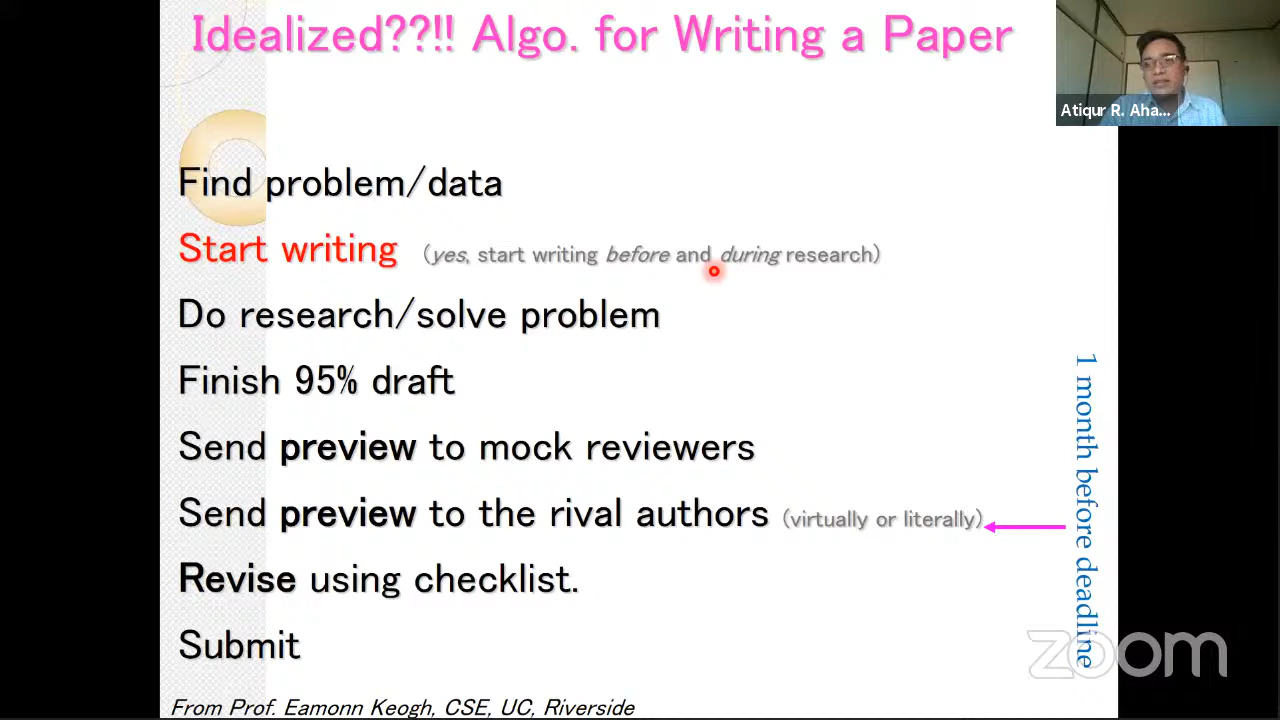 Idealized??!! Algo. for Writing a Paper
Atiqur R. Aha...
Find problem/data
Start writing (yes, start writing before and during research)
Do research/solve problem
Finish 95% draft
Send preview to mock reviewers
Send preview to the rival authors (virtually or literally)
Revise using checklist.
Submit
1 month before deadline
zoom
From Prof. Eamonn Keogh, CSE, UC, Riverside